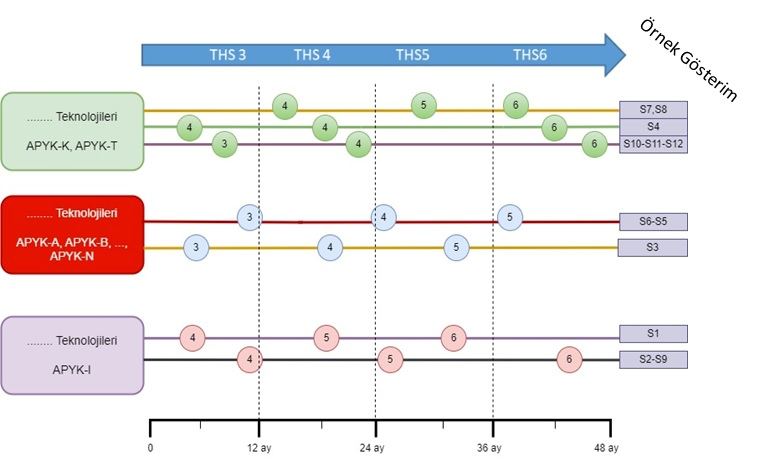 Örnek Gösterim
THS 3 THS 4 THS5 THS6
........ Teknolojileri
APYK-K, APYK-T
4 5 6 S7,S8
4 4 6 S4
3 4 6 S10-S11-S12
........ Teknolojileri
APYK-A, APYK-B, ...,
APYK-N
3 4 5 S6-S5
3 4 5 S3
........ Teknolojileri
APYK-I
4 5 6 S1
4 5 6 S2-S9
0 12 ay 24 ay 36 ay 48 ay